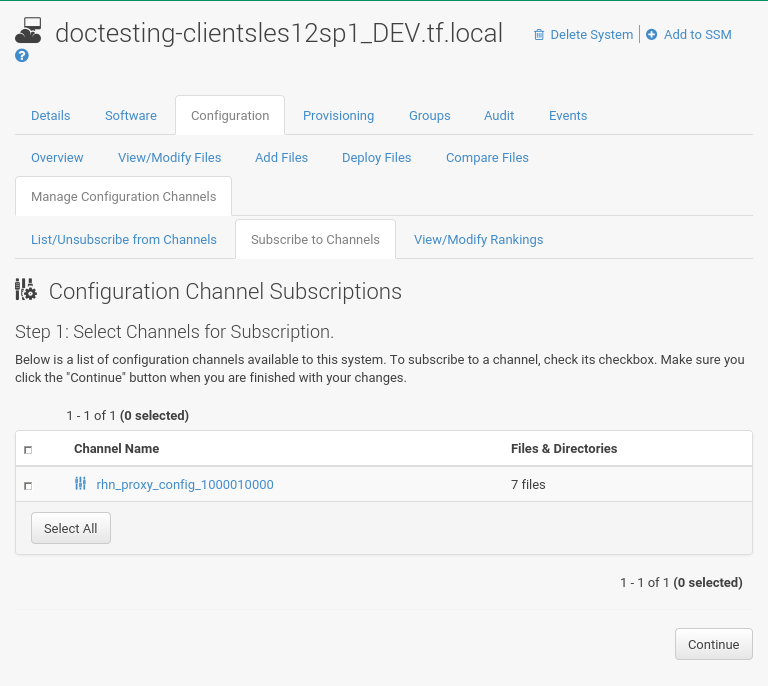 doctesting-clientsles12sp1_DEV.tf.local Delete System Add to SSM
?
Details Software Configuration Provisioning Groups Audit Events
Overview View/Modify Files Add Files Deploy Files Compare Files
Manage Configuration Channels
List/Unsubscribe from Channels Subscribe to Channels View/Modify Rankings
Configuration Channel Subscriptions
Step 1: Select Channels for Subscription.
Below is a list of configuration channels available to this system. To subscribe to a channel, check its checkbox. Make sure you
click the "Continue" button when you are finished with your changes.
1 - 1 of 1 (0 selected)
Channel Name Files & Directories
rhn_proxy_config_1000010000 7 files
Select All
1 - 1 of 1 (0 selected)
Continue